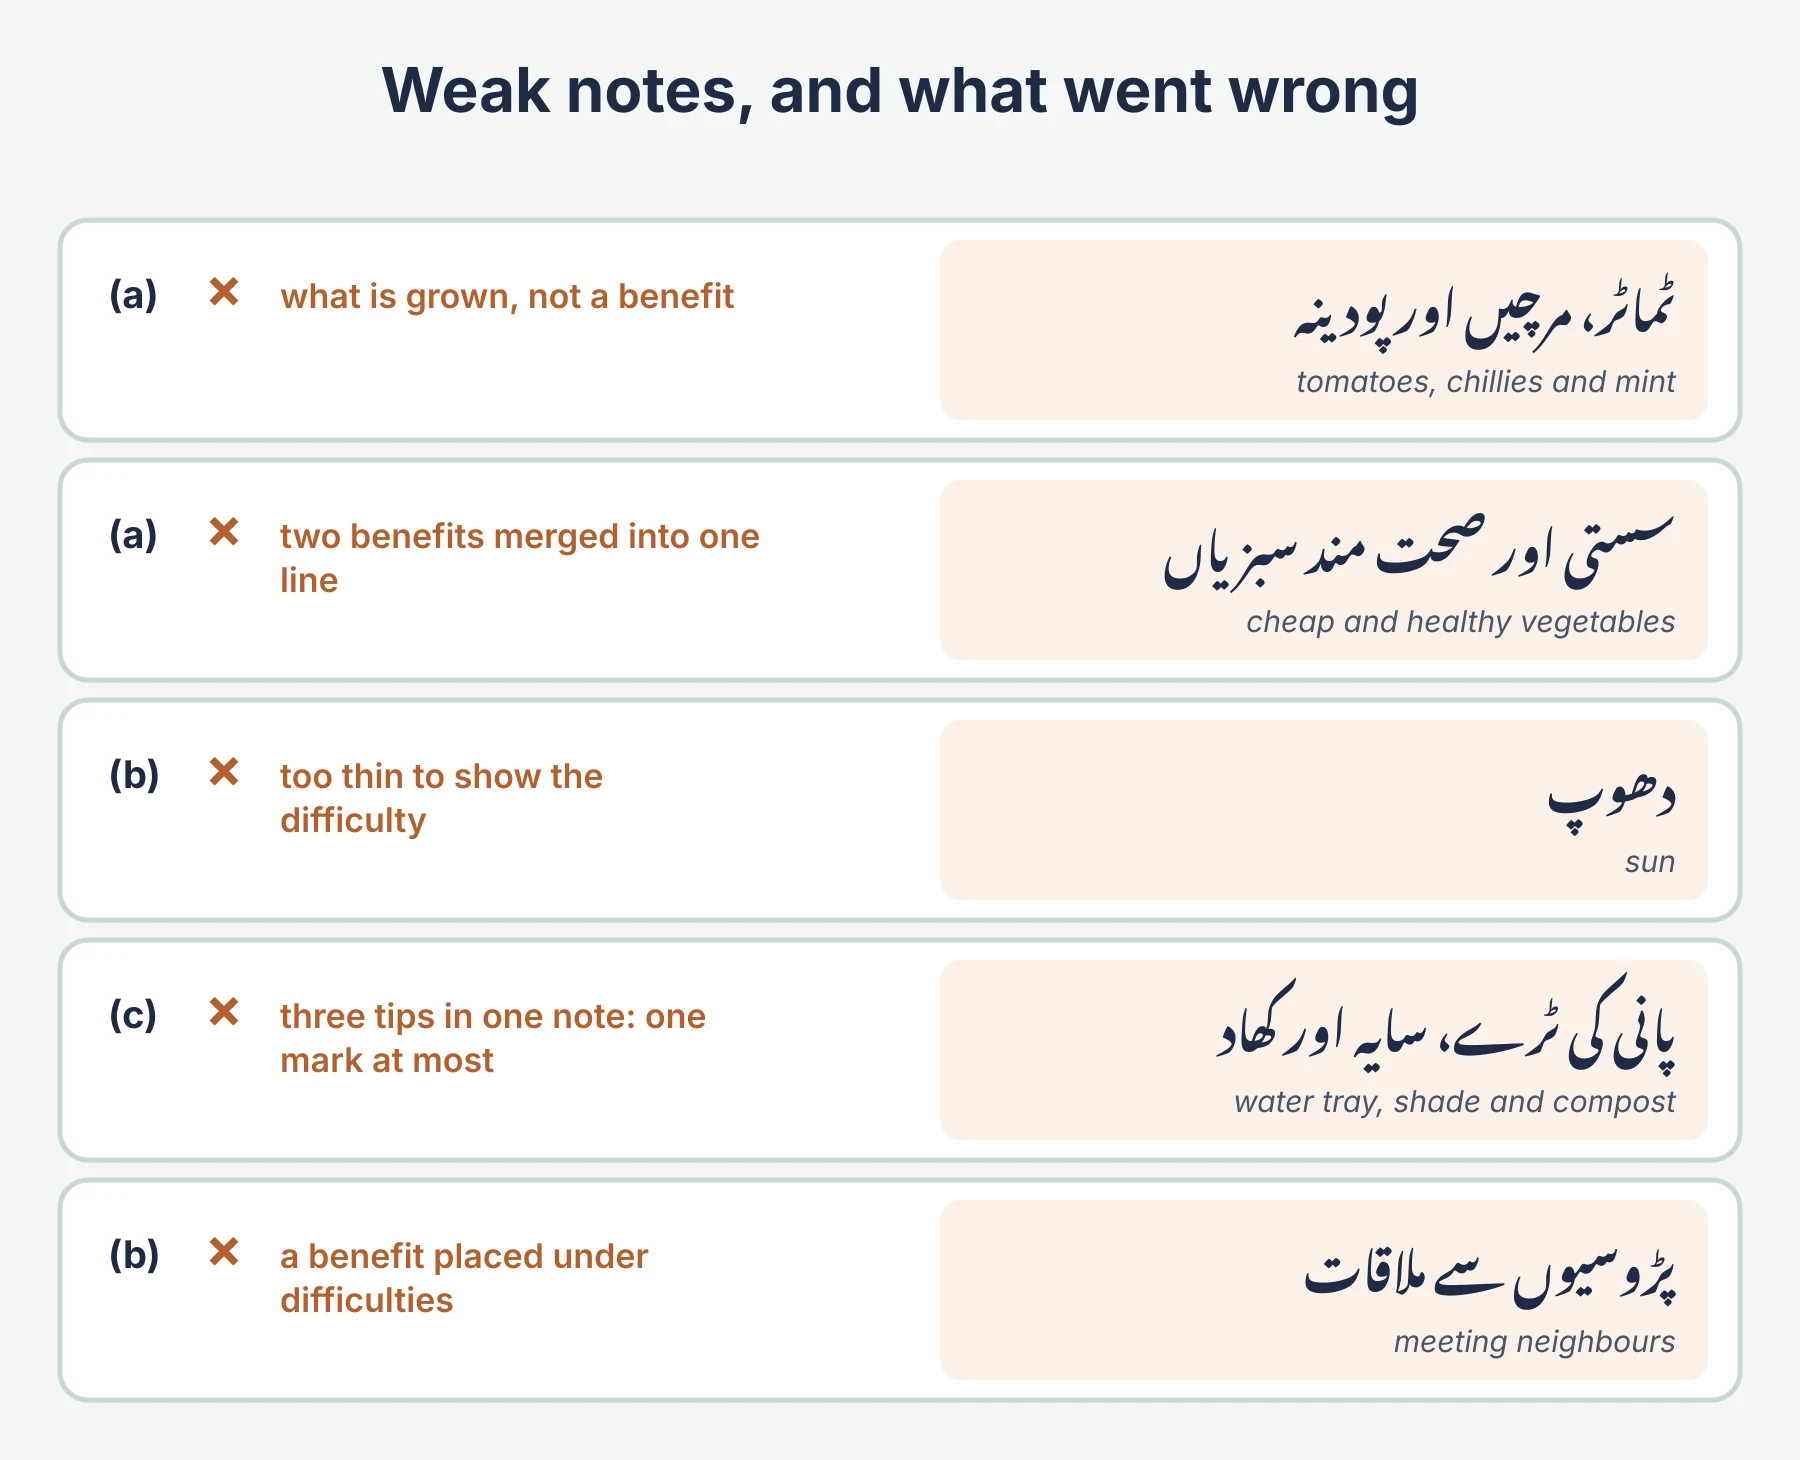 Weak notes, and what went wrong
(a) ✕ what is grown, not a benefit
ٹماٹر، مرچیں اور پودینہ
tomatoes, chillies and mint
(a) ✕ two benefits merged into one
line
سستی اور صحت مند سبزیاں
cheap and healthy vegetables
(b) ✕ too thin to show the
difficulty
دھوپ
sun
(c) ✕ three tips in one note: one
mark at most
پانی کی ٹرے، سایہ اور کھاد
water tray, shade and compost
(b) ✕ a benefit placed under
difficulties
پڑوسیوں سے ملاقات
meeting neighbours